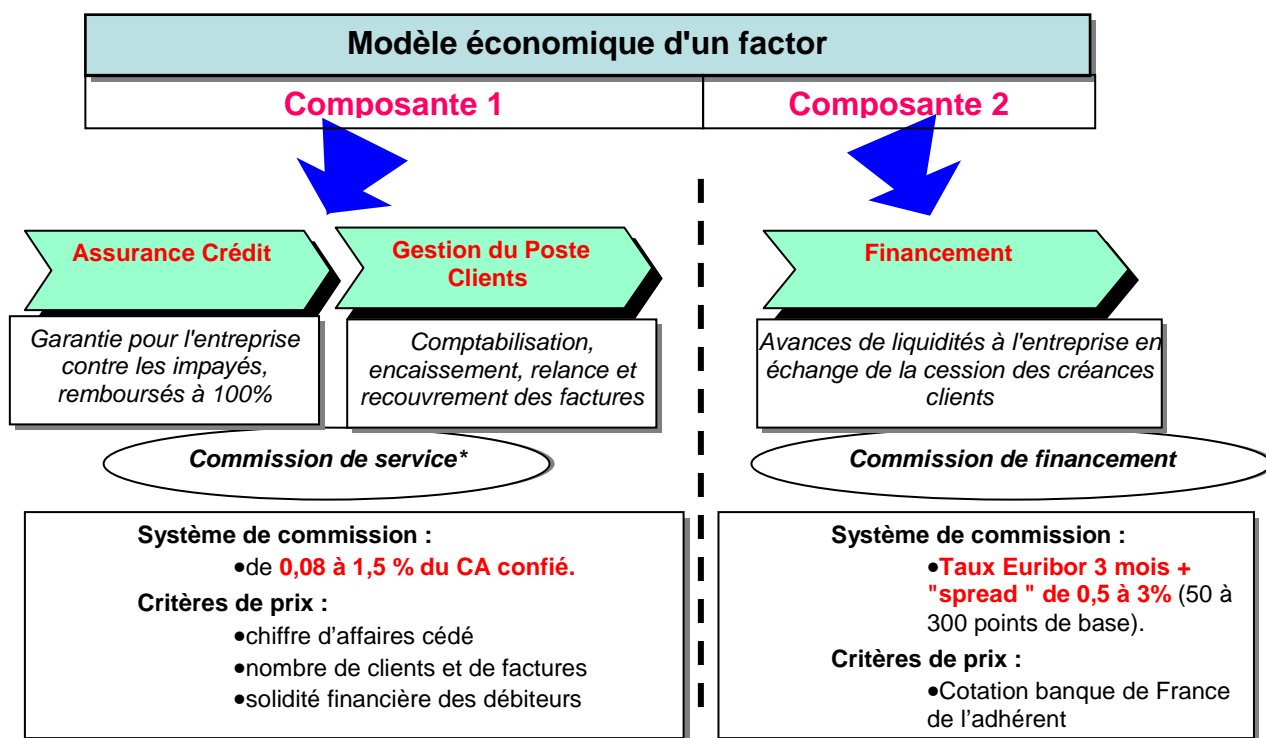 Modèle économique d'un factor
Composante 1
Composante 2
Assurance Crédit
Gestion du Poste
Clients
Financement
Garantie pour l'entreprise
contre les impayés,
remboursés à 100%
Comptabilisation,
encaissement, relance et
recouvrement des factures
Avances de liquidités à l'entreprise en
échange de la cession des créances
clients
Commission de service*
Commission de financement
Système de commission :
•de 0,08 à 1,5 % du CA confié.
Critères de prix :
•chiffre d'affaires cédé
•nombre de clients et de factures
•solidité financière des débiteurs
Système de commission :
•Taux Euribor 3 mois +
"spread " de 0,5 à 3% (50 à
300 points de base).
Critères de prix :
•Cotation banque de France
de l'adhérent